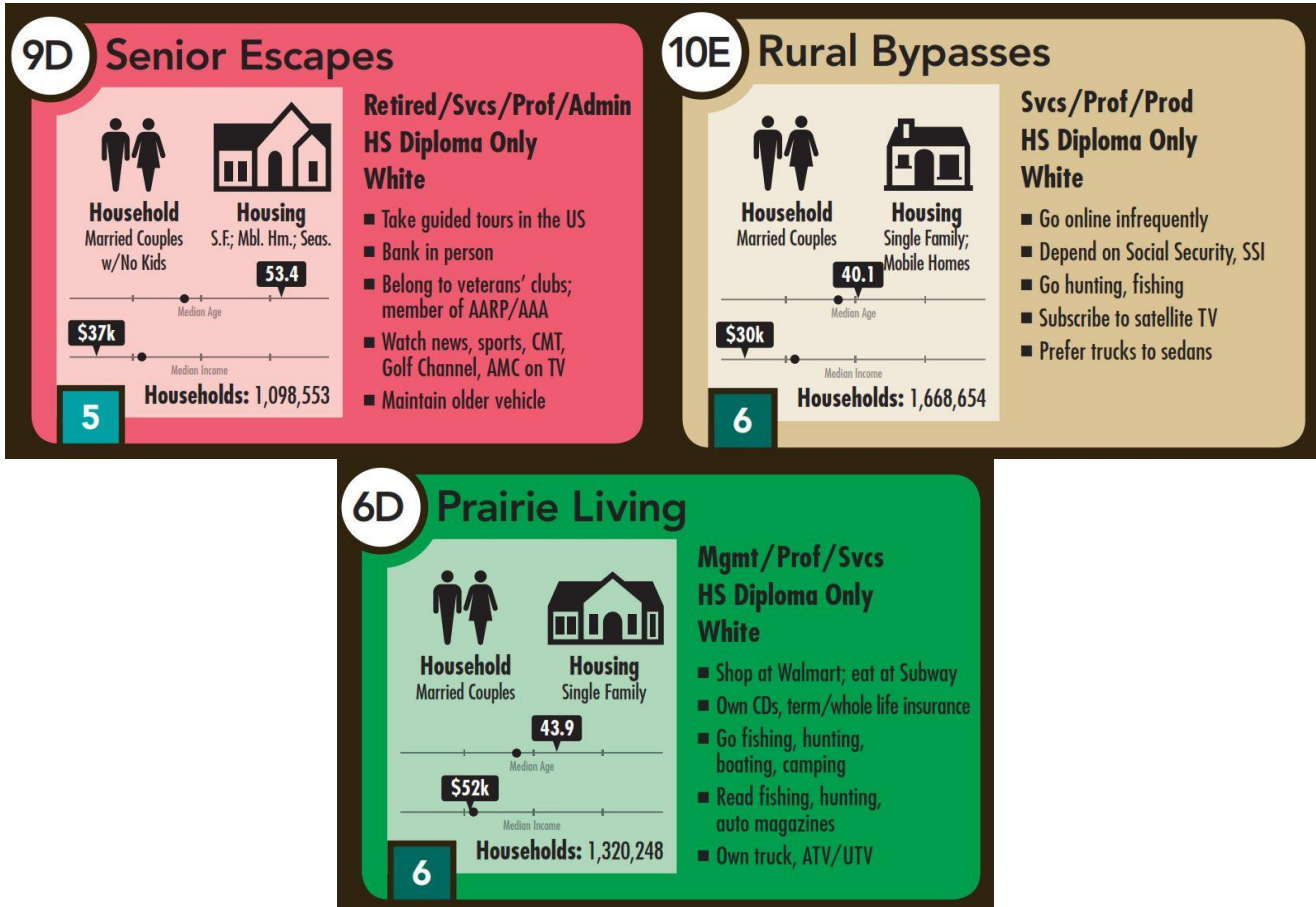 9D Senior Escapes
Household
Married Couples
w/No Kids
Housing
S.F.; Mbl. Hm.; Seas.
53.4
Median Age
$37k
Median Income
Households: 1,098,553
5
Retired/Svcs/Prof/Admin
HS Diploma Only
White
■ Take guided tours in the US
■ Bank in person
■ Belong to veterans’ clubs;
member of AARP/AAA
■ Watch news, sports, CMT,
Golf Channel, AMC on TV
■ Maintain older vehicle
10E Rural Bypasses
Household
Married Couples
Housing
Single Family;
Mobile Homes
40.1
Median Age
$30k
Median Income
Households: 1,668,654
6
Svcs/Prof/Prod
HS Diploma Only
White
■ Go online infrequently
■ Depend on Social Security, SSI
■ Go hunting, fishing
■ Subscribe to satellite TV
■ Prefer trucks to sedans
6D Prairie Living
Household
Married Couples
Housing
Single Family
43.9
Median Age
$52k
Median Income
Households: 1,320,248
6
Mgmt/Prof/Svcs
HS Diploma Only
White
■ Shop at Walmart; eat at Subway
■ Own CDs, term/whole life insurance
■ Go fishing, hunting,
boating, camping
■ Read fishing, hunting,
auto magazines
■ Own truck, ATV/UTV